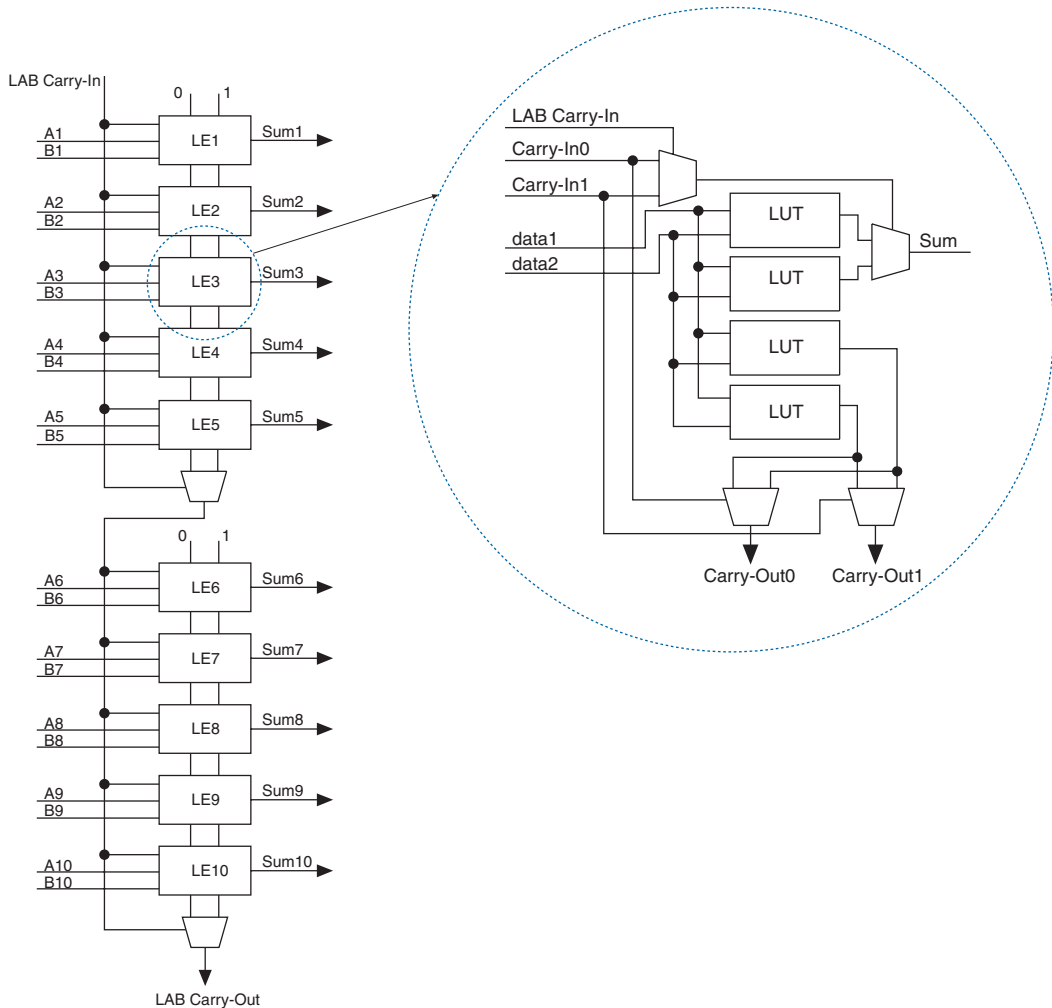 LAB Carry-In
0 1
A1
B1
LE1
Sum1
A2
B2
LE2
Sum2
A3
B3
LE3
Sum3
A4
B4
LE4
Sum4
A5
B5
LE5
Sum5
0 1
A6
B6
LE6
Sum6
A7
B7
LE7
Sum7
A8
B8
LE8
Sum8
A9
B9
LE9
Sum9
A10
B10
LE10
Sum10
LAB Carry-Out
LAB Carry-In
Carry-In0
Carry-In1
data1
data2
LUT
LUT
LUT
LUT
Sum
Carry-Out0
Carry-Out1